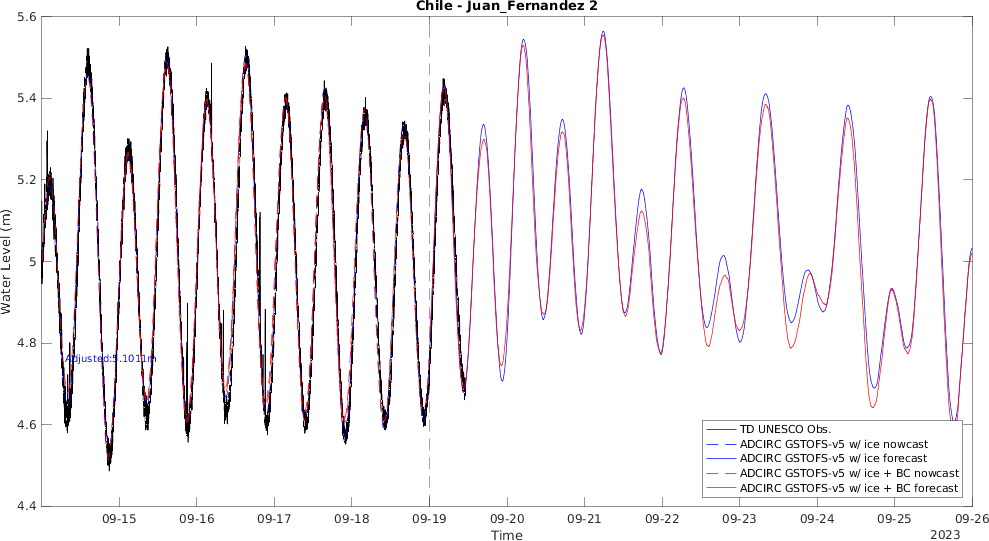 Chile - Juan_Fernandez 2
5.6
5.4
5.2
5
4.8
4.6
4.4
Water Level (m)
Adjusted:5.1011m
TD UNESCO Obs.
ADCIRC GSTOFS-v5 w/ ice nowcast
ADCIRC GSTOFS-v5 w/ ice forecast
ADCIRC GSTOFS-v5 w/ ice + BC nowcast
ADCIRC GSTOFS-v5 w/ ice + BC forecast
09-15 09-16 09-17 09-18 09-19 09-20 09-21 09-22 09-23 09-24 09-25 09-26
Time
2023